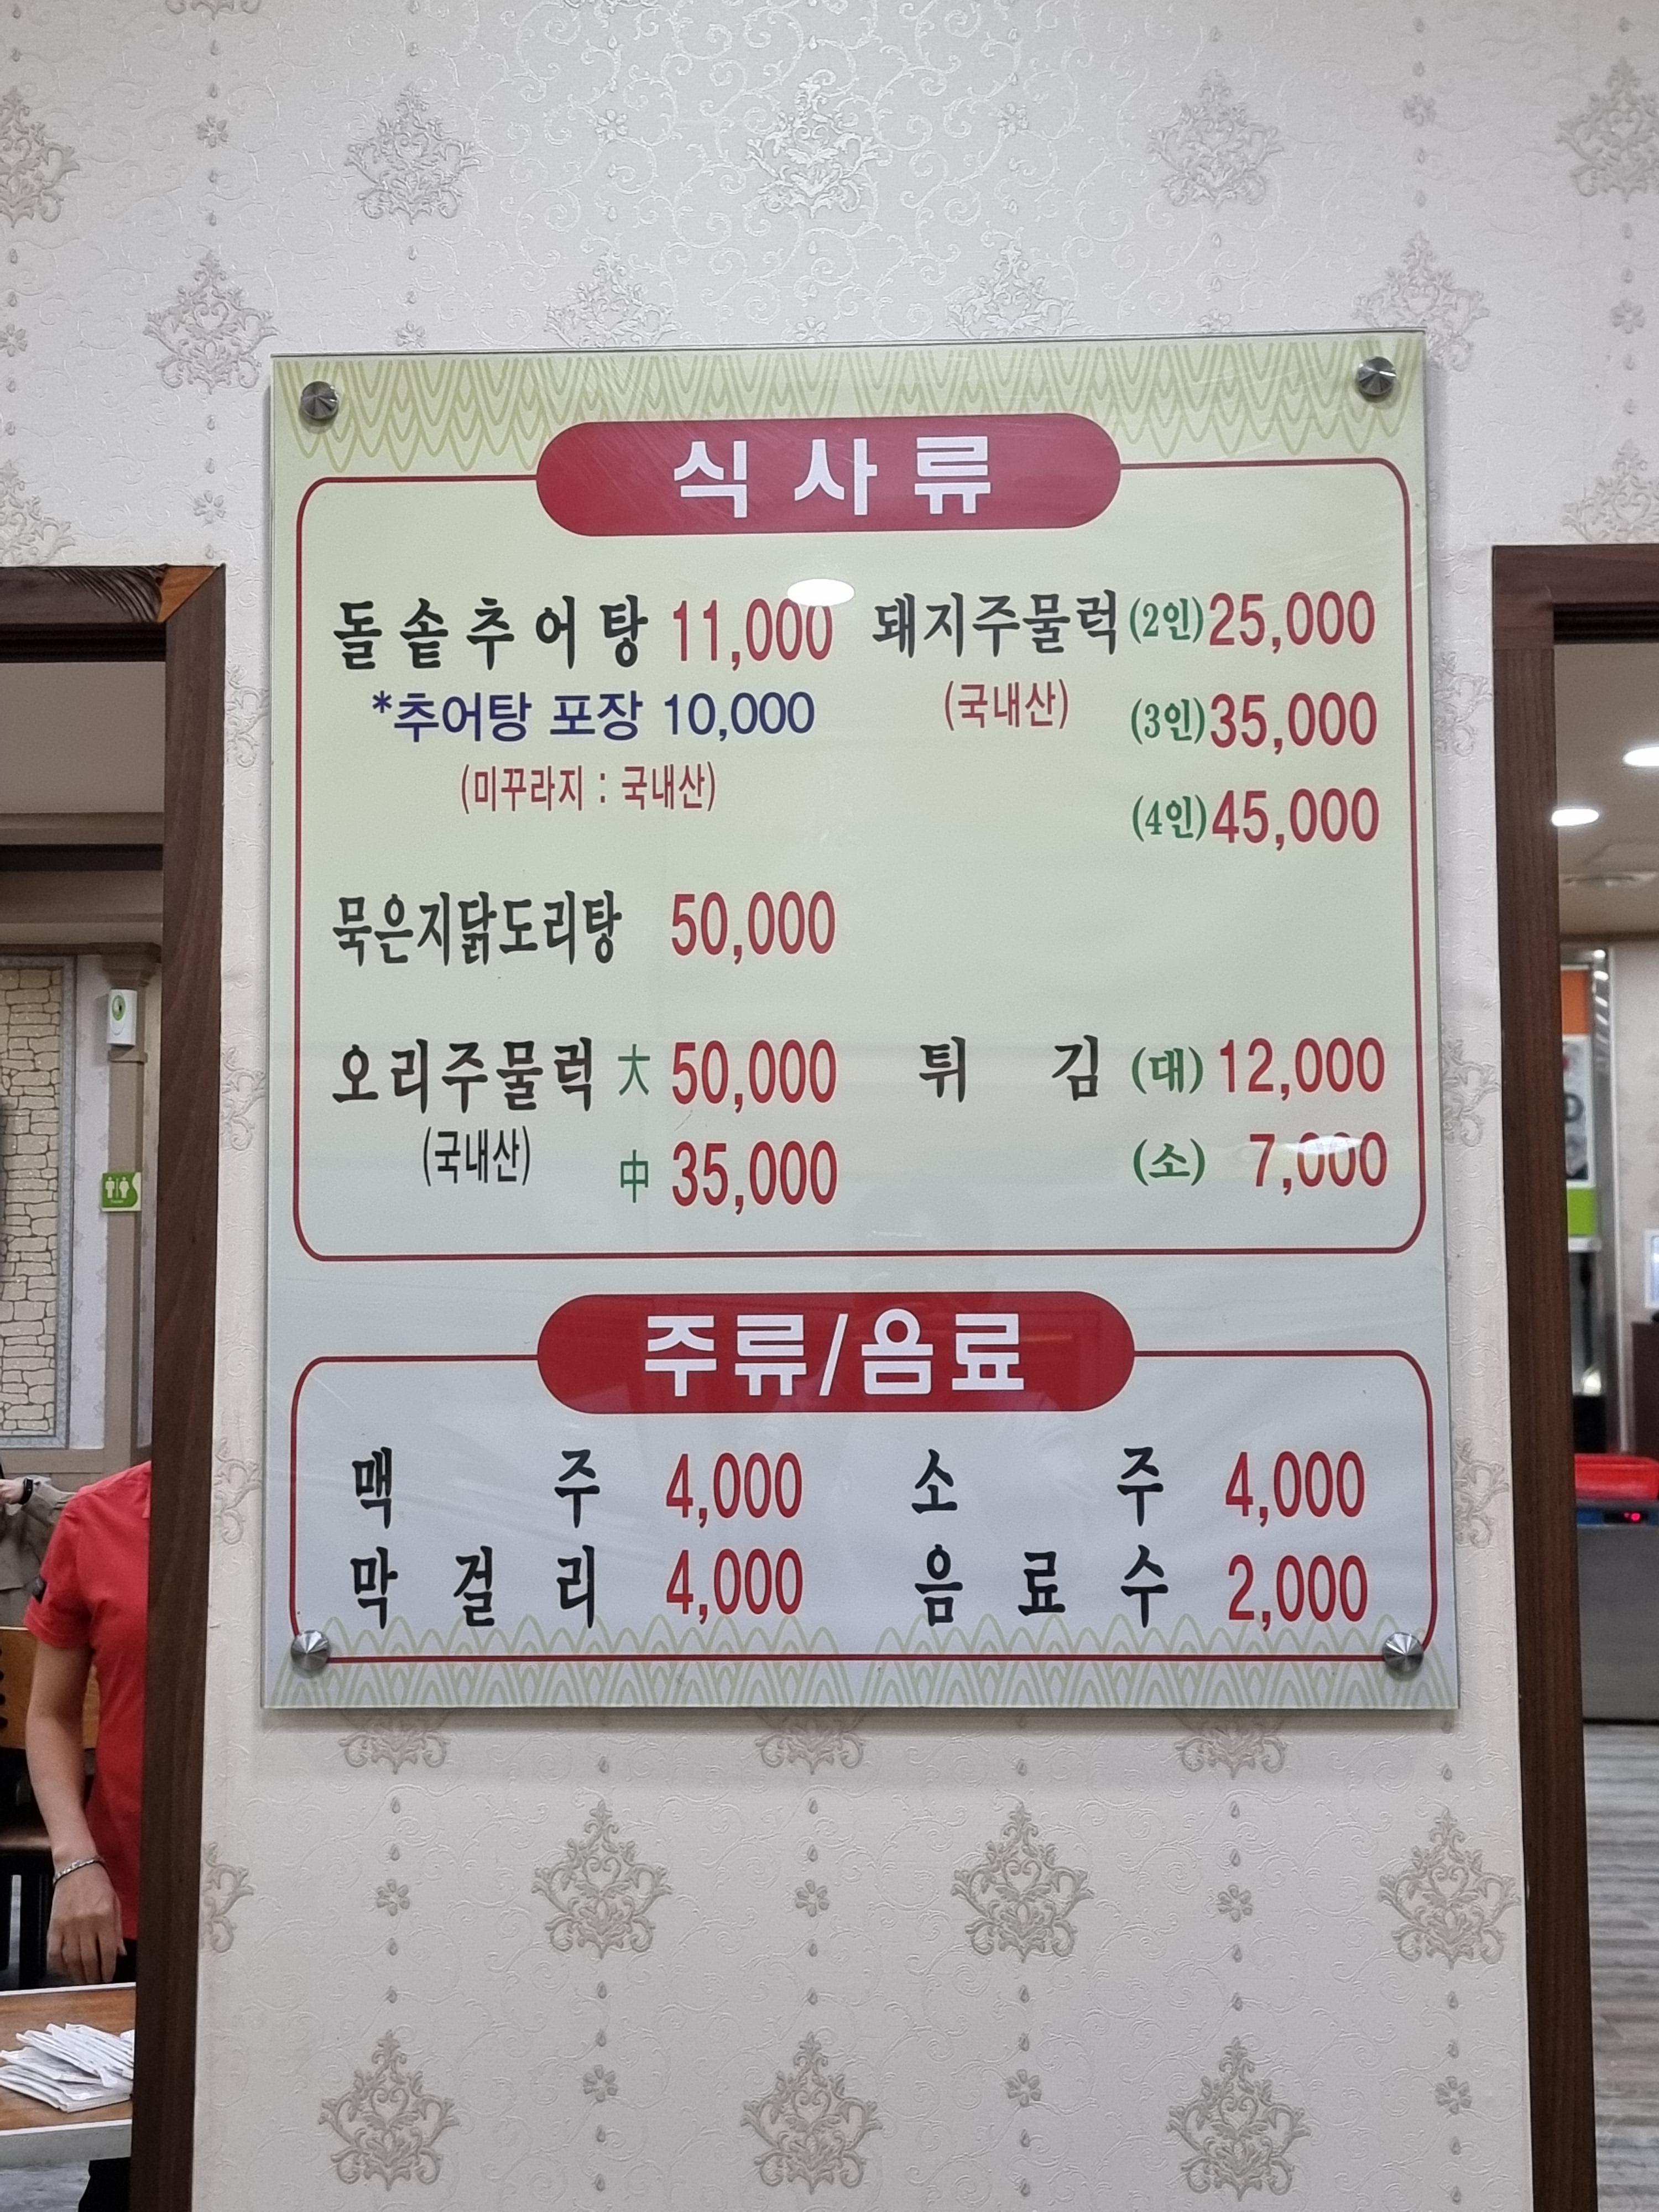 식사류
돌솥추어탕 11,000 돼지주물럭 (2인) 25,000
*추어탕 포장 10,000 (국내산) (3인) 35,000
(미꾸라지 : 국내산) (4인) 45,000
묵은지닭도리탕 50,000
오리주물럭 大 50,000 튀김 (대) 12,000
(국내산) 中 35,000 (소) 7,000
주류/음료
맥주 4,000 소주 4,000
막걸리 4,000 음료수 2,000